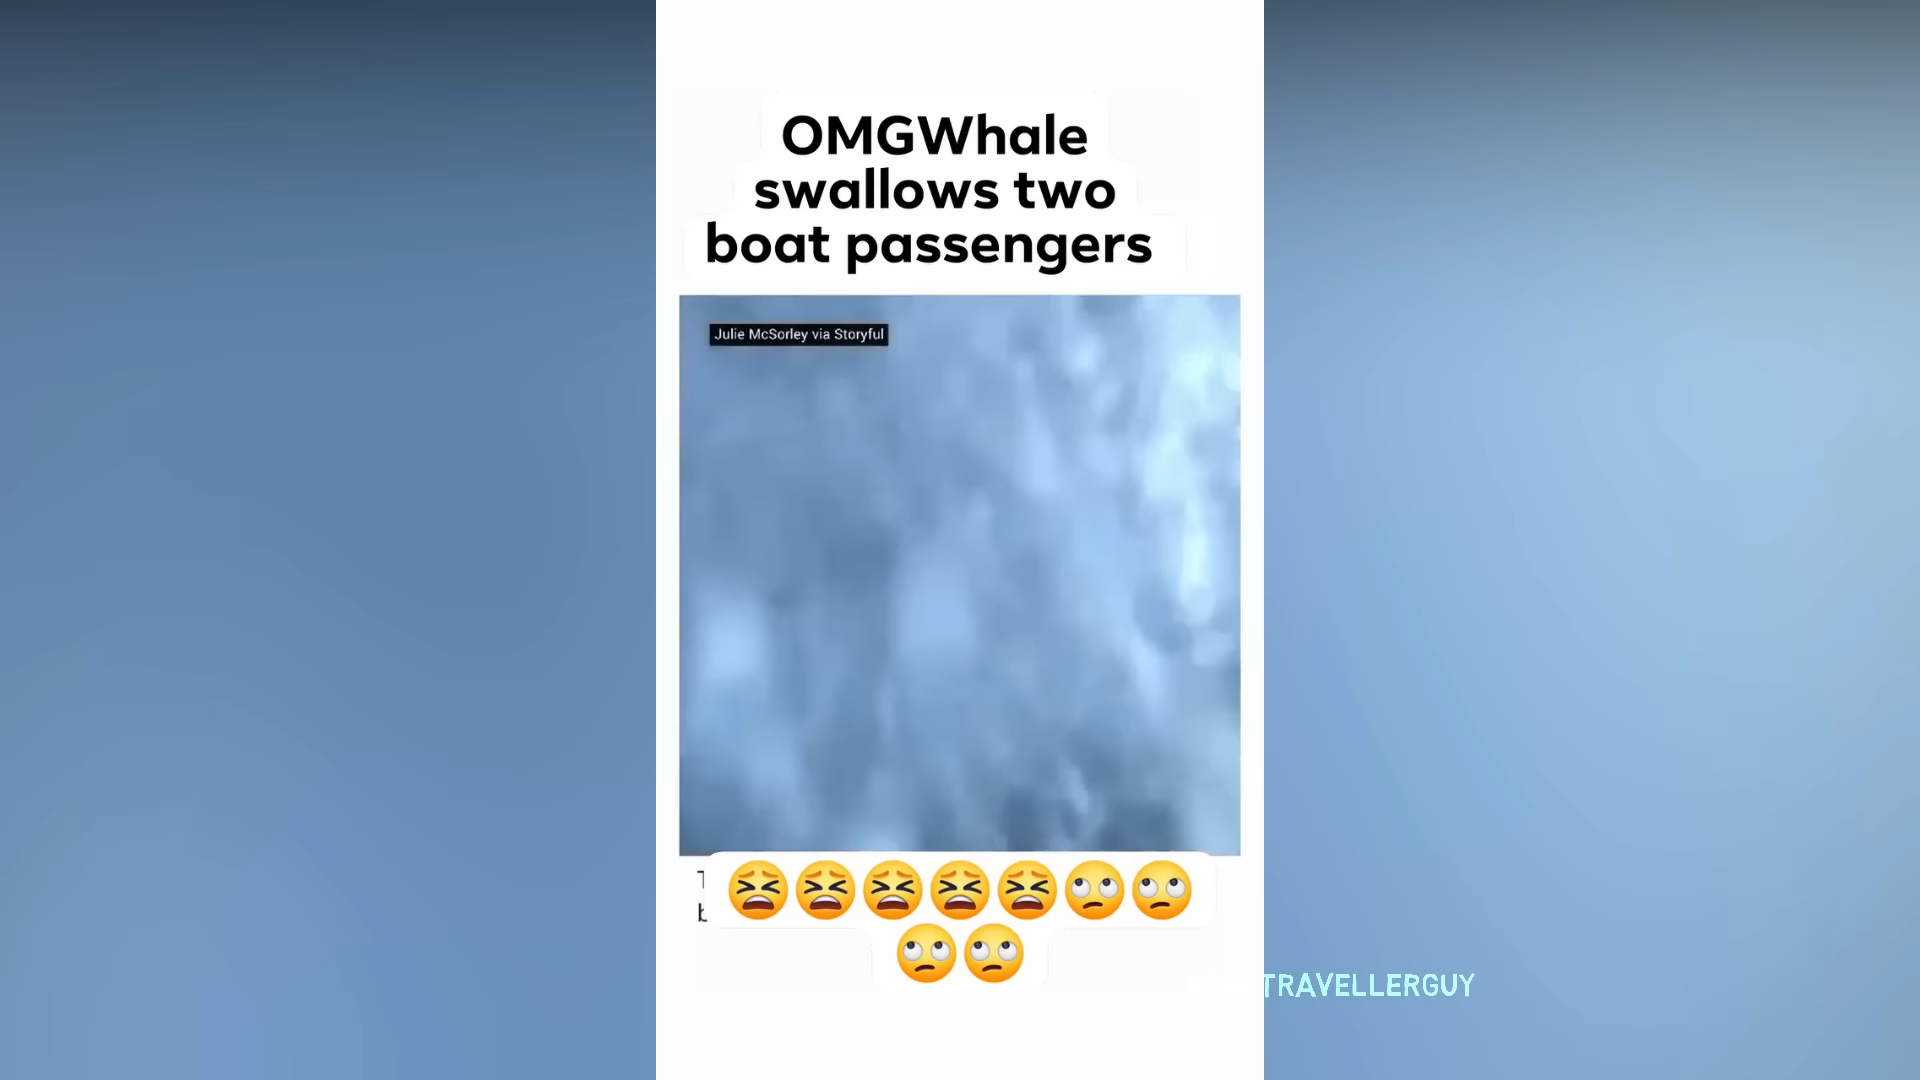 OMGWhale
swallows two
boat passengers
Julie McSorley via Storyful
TRAVELLERGUY